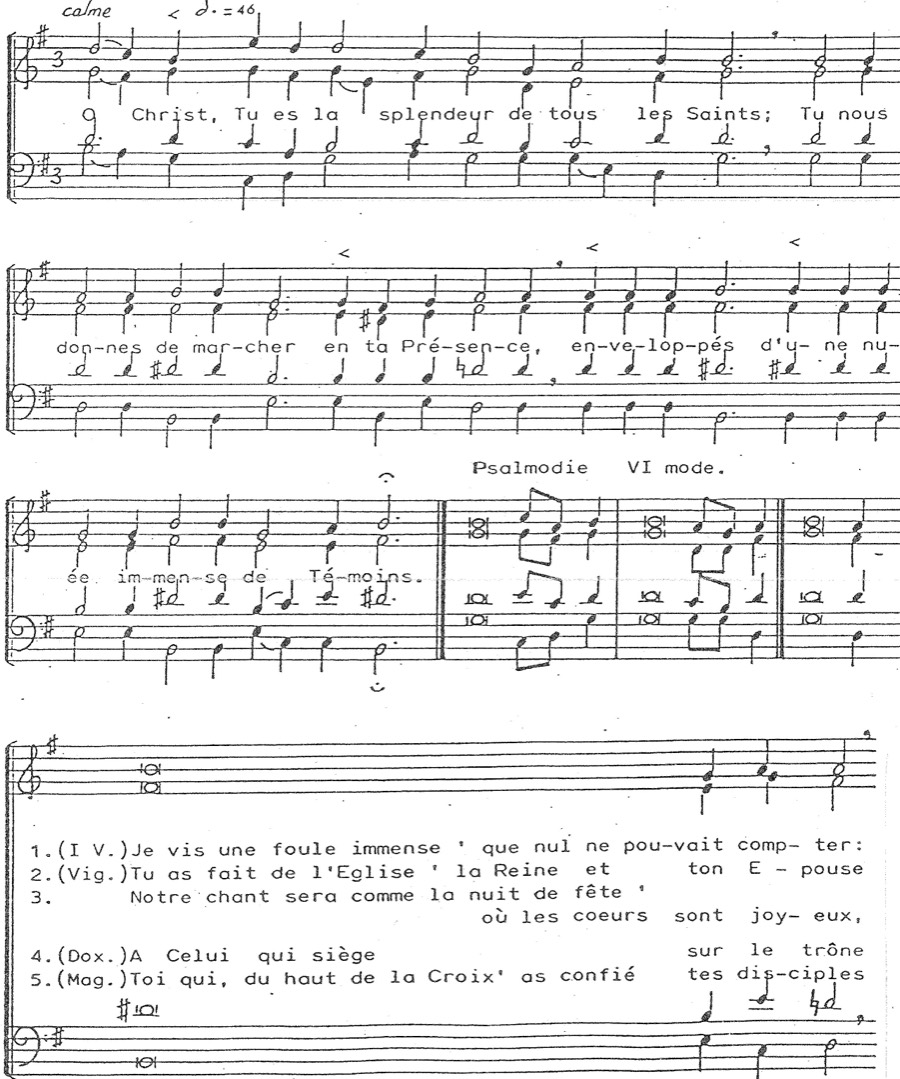 calme < d. = 46
3
O Christ, Tu es la splendeur de tous les Saints; Tu nous
3
< < <
don-nes de mar-cher en ta Pré-sen-ce, en-ve-lop-pés d'u- ne nu-
Psalmodie VI mode.
ée im-men-se de Té-moins.
1.(I V.)Je vis une foule immense ' que nul ne pou-vait comp- ter:
2.(Vig.)Tu as fait de l'Eglise ' la Reine et ton E - pouse
3. Notre chant sera comme la nuit de fête '
où les coeurs sont joy- eux,
4.(Dox.)A Celui qui siège sur le trône
5.(Mag.)Toi qui, du haut de la Croix' as confié tes dis-ciples